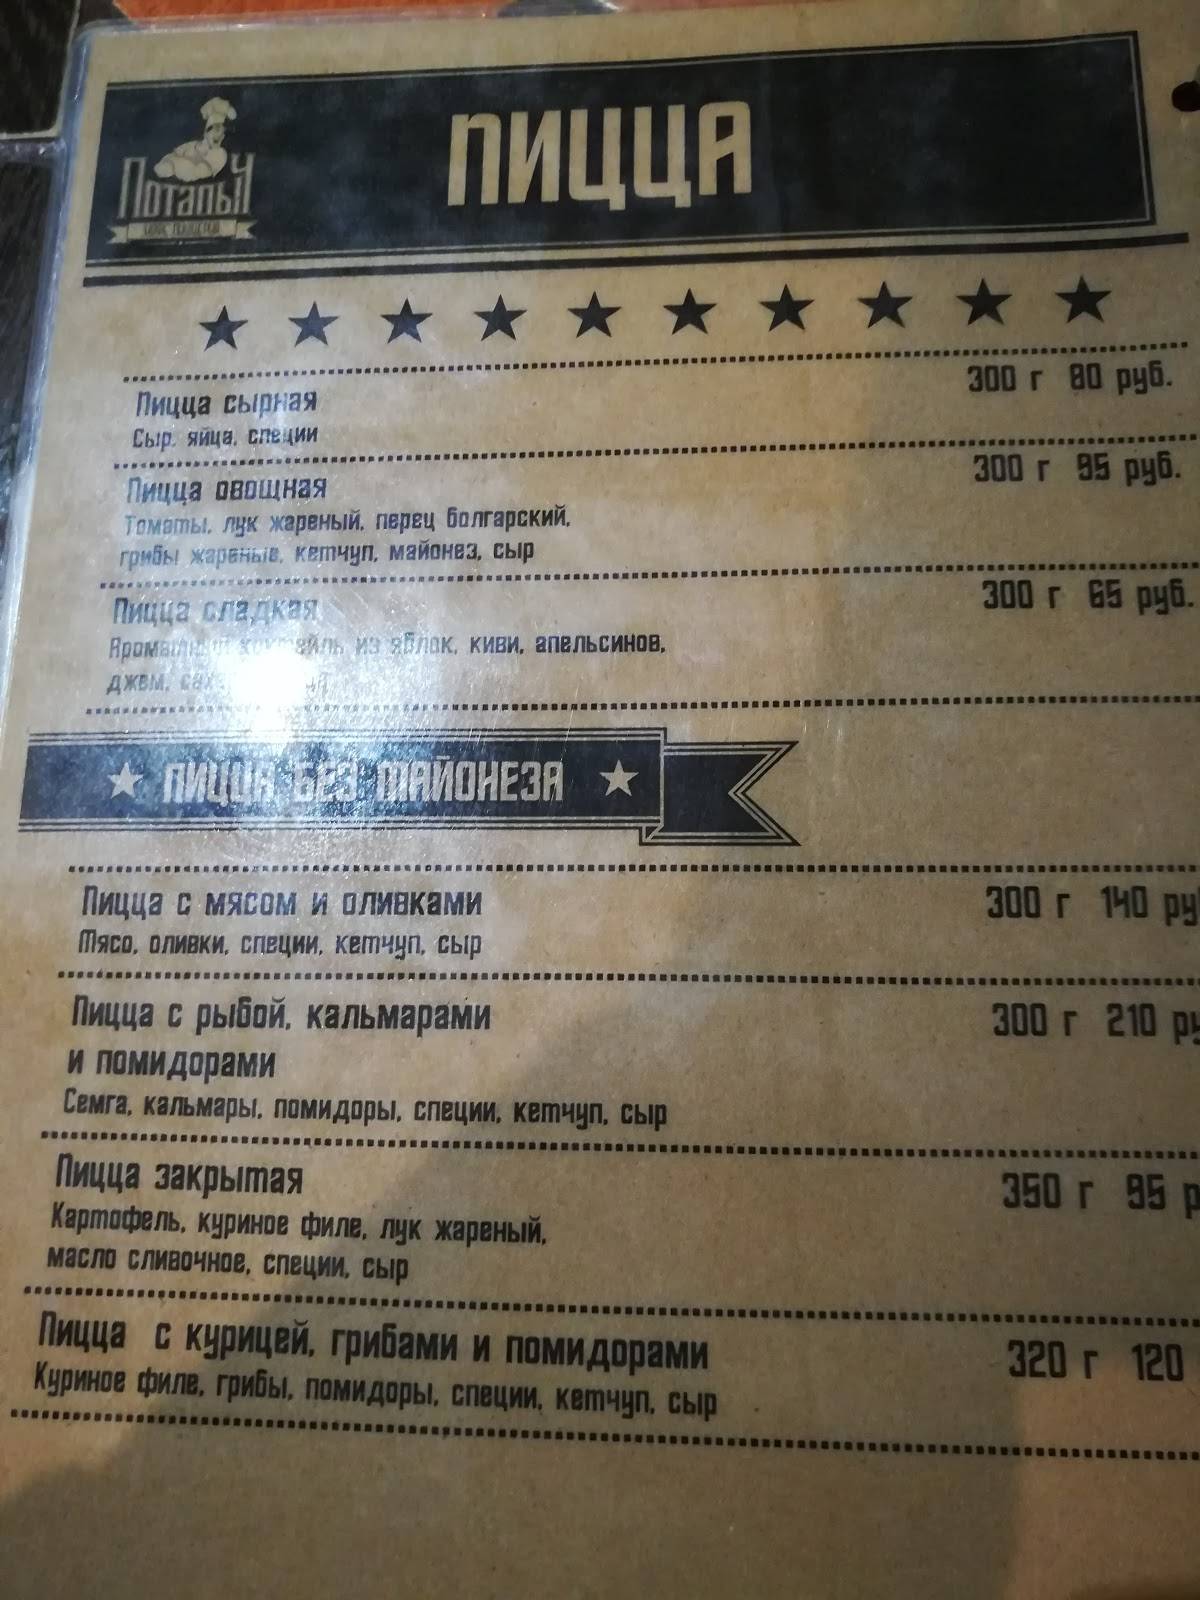 Потапыч
ПИЦЦА
Пицца сырная 300 г 80 руб.
Сыр, яйца, специи
Пицца овощная 300 г 95 руб.
Томаты, лук жареный, перец болгарский,
грибы жареные, кетчуп, майонез, сыр
Пицца сладкая 300 г 65 руб.
из яблок, киви, апельсинов,
джем,
ПИЦЦА БЕЗ МАЙОНЕЗА
Пицца с мясом и оливками 300 г 140 ру
Мясо, оливки, специи, кетчуп, сыр
Пицца с рыбой, кальмарами 300 г 210 ру
и помидорами
Семга, кальмары, помидоры, специи, кетчуп, сыр
Пицца закрытая 350 г 95 р
Картофель, куриное филе, лук жареный,
масло сливочное, специи, сыр
Пицца с курицей, грибами и помидорами 320 г 120
Куриное филе, грибы, помидоры, специи, кетчуп, сыр